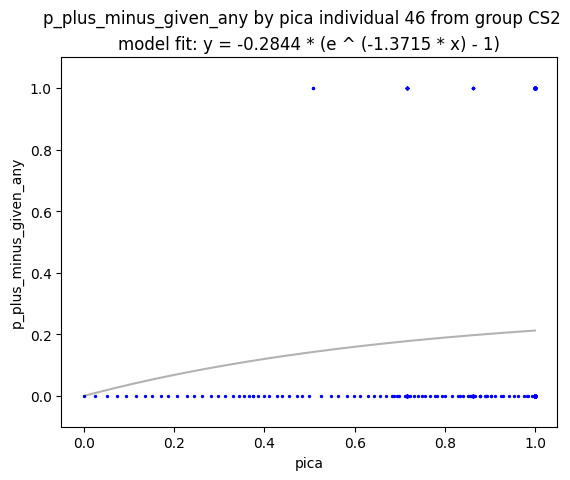 p_plus_minus_given_any by pica individual 46 from group CS2
model fit: y = -0.2844 * (e ^ (-1.3715 * x) - 1)
1.0
0.8
0.6
0.4
0.2
0.0
p_plus_minus_given_any
0.0 0.2 0.4 0.6 0.8 1.0
pica